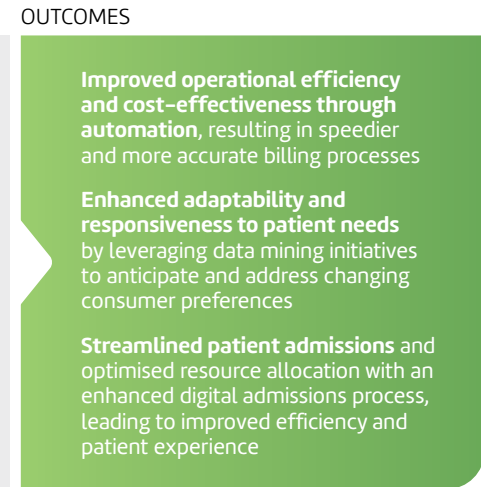 OUTCOMES
Improved operational efficiency
and cost-effectiveness through
automation, resulting in speedier
and more accurate billing processes
Enhanced adaptability and
responsiveness to patient needs
by leveraging data mining initiatives
to anticipate and address changing
consumer preferences
Streamlined patient admissions and
optimised resource allocation with an
enhanced digital admissions process,
leading to improved efficiency and
patient experience